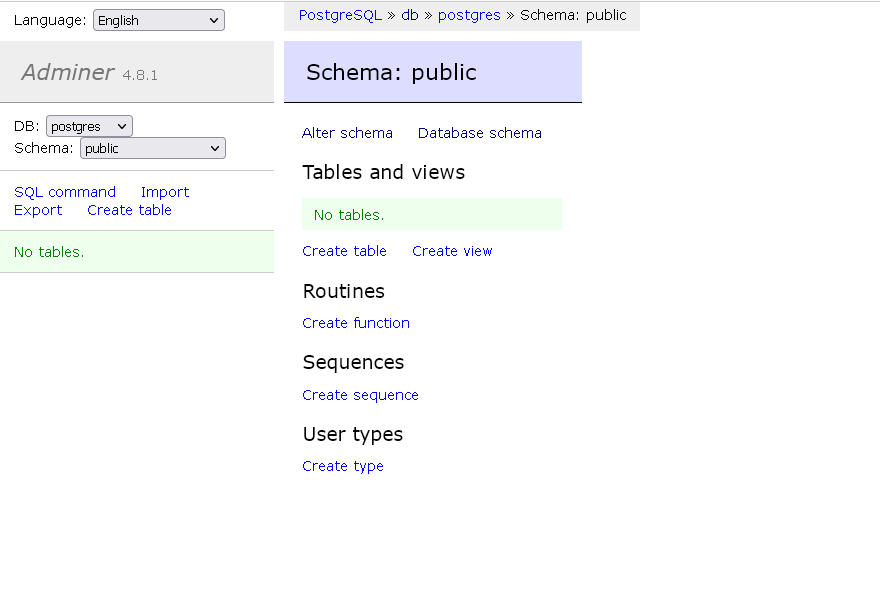 Language: English
Adminer 4.8.1
DB: postgres
Schema: public
SQL command Import
Export Create table
No tables.
PostgreSQL » db » postgres » Schema: public
Schema: public
Alter schema Database schema
Tables and views
No tables.
Create table Create view
Routines
Create function
Sequences
Create sequence
User types
Create type